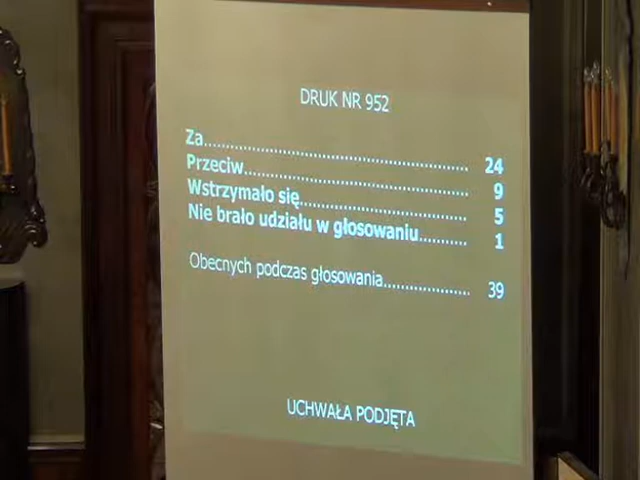 DRUK NR 952
Za........................................................ 24
Przeciw................................................ 9
Wstrzymało się.................................... 5
Nie brało udziału w głosowaniu.......... 1
Obecnych podczas głosowania.................. 39
UCHWAŁA PODJĘTA